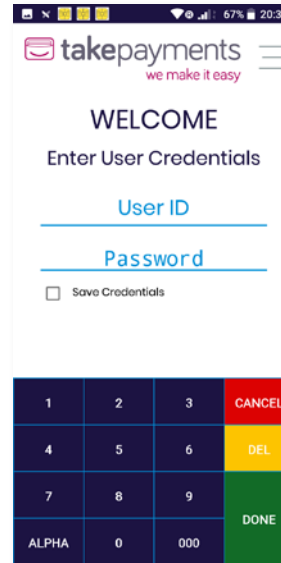 67% 20:3
takepayments
we make it easy
WELCOME
Enter User Credentials
User ID
Password
Save Credentials
1 2 3 CANCEL
4 5 6 DEL
7 8 9
DONE
ALPHA 0 000